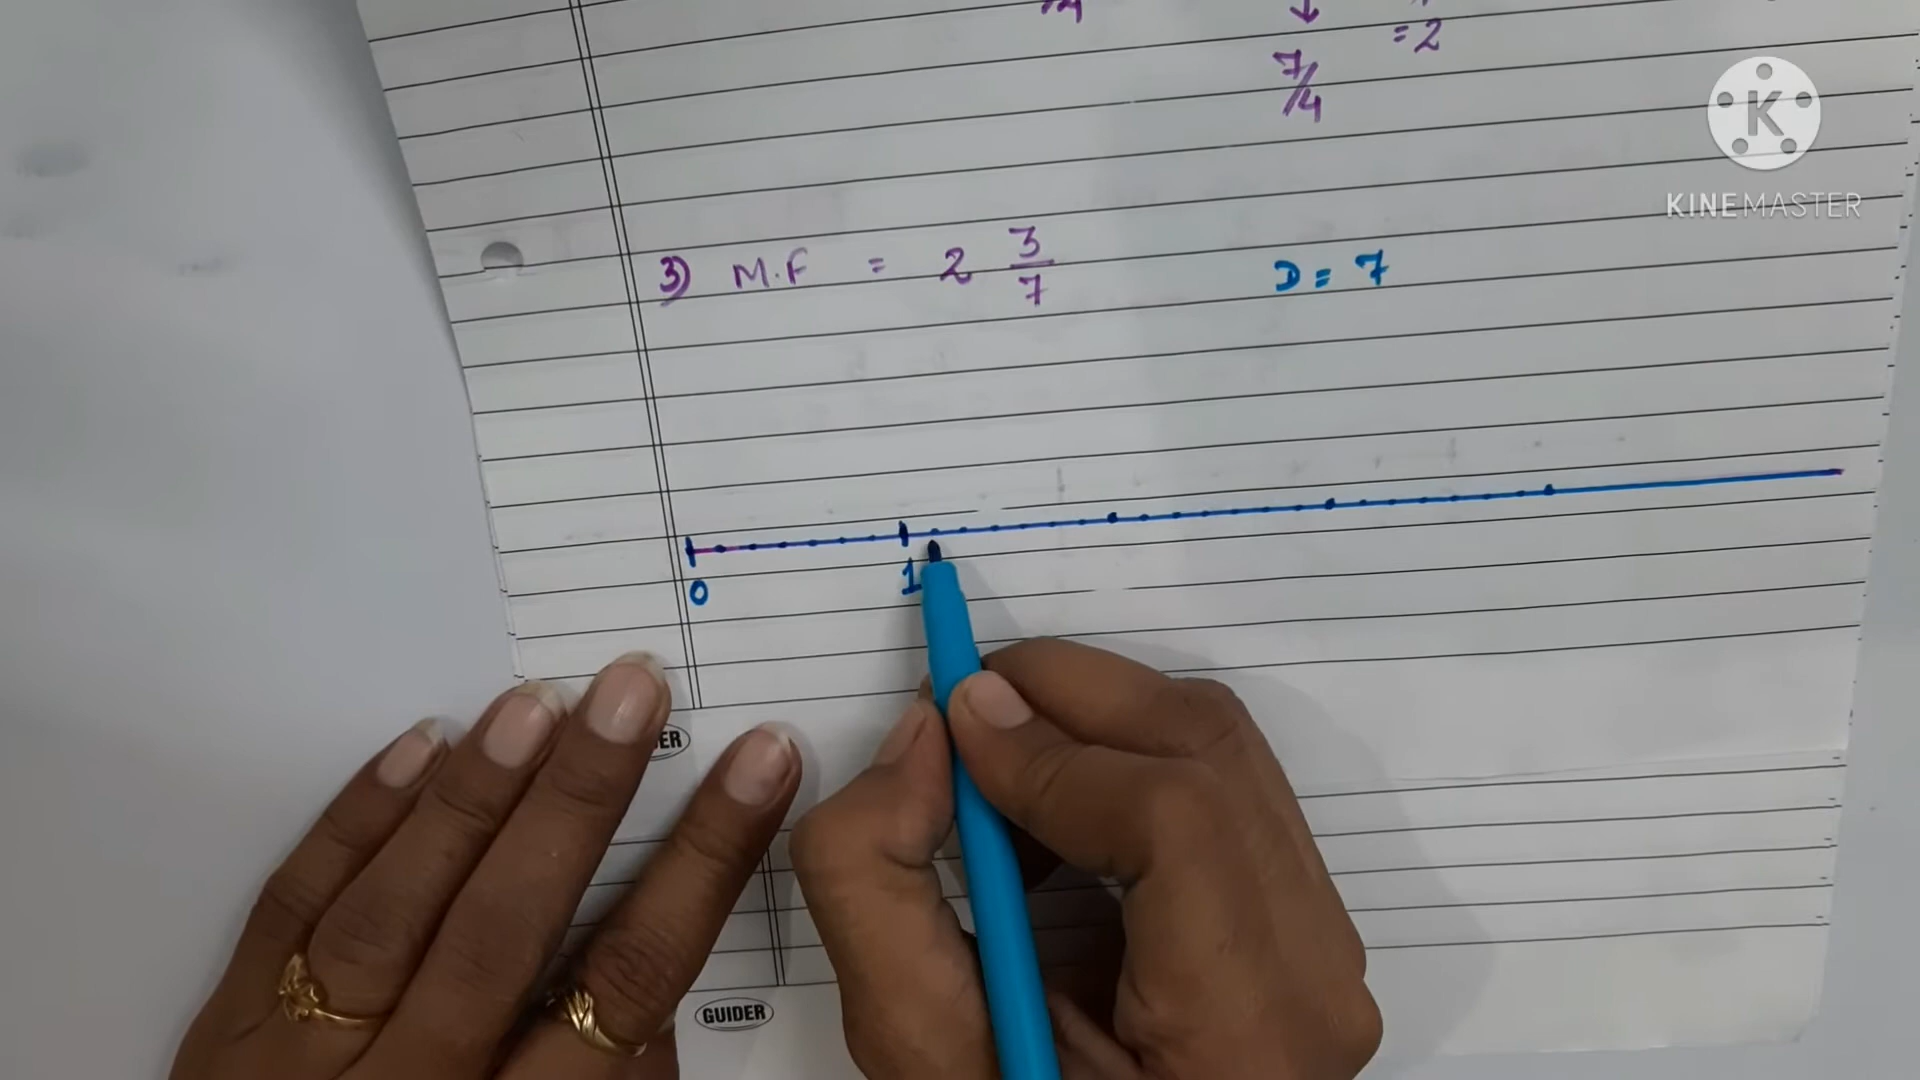 = 2
7/4
K
KINEMASTER
3) M.F = 2 3/7 D = 7
0 1
GUIDER